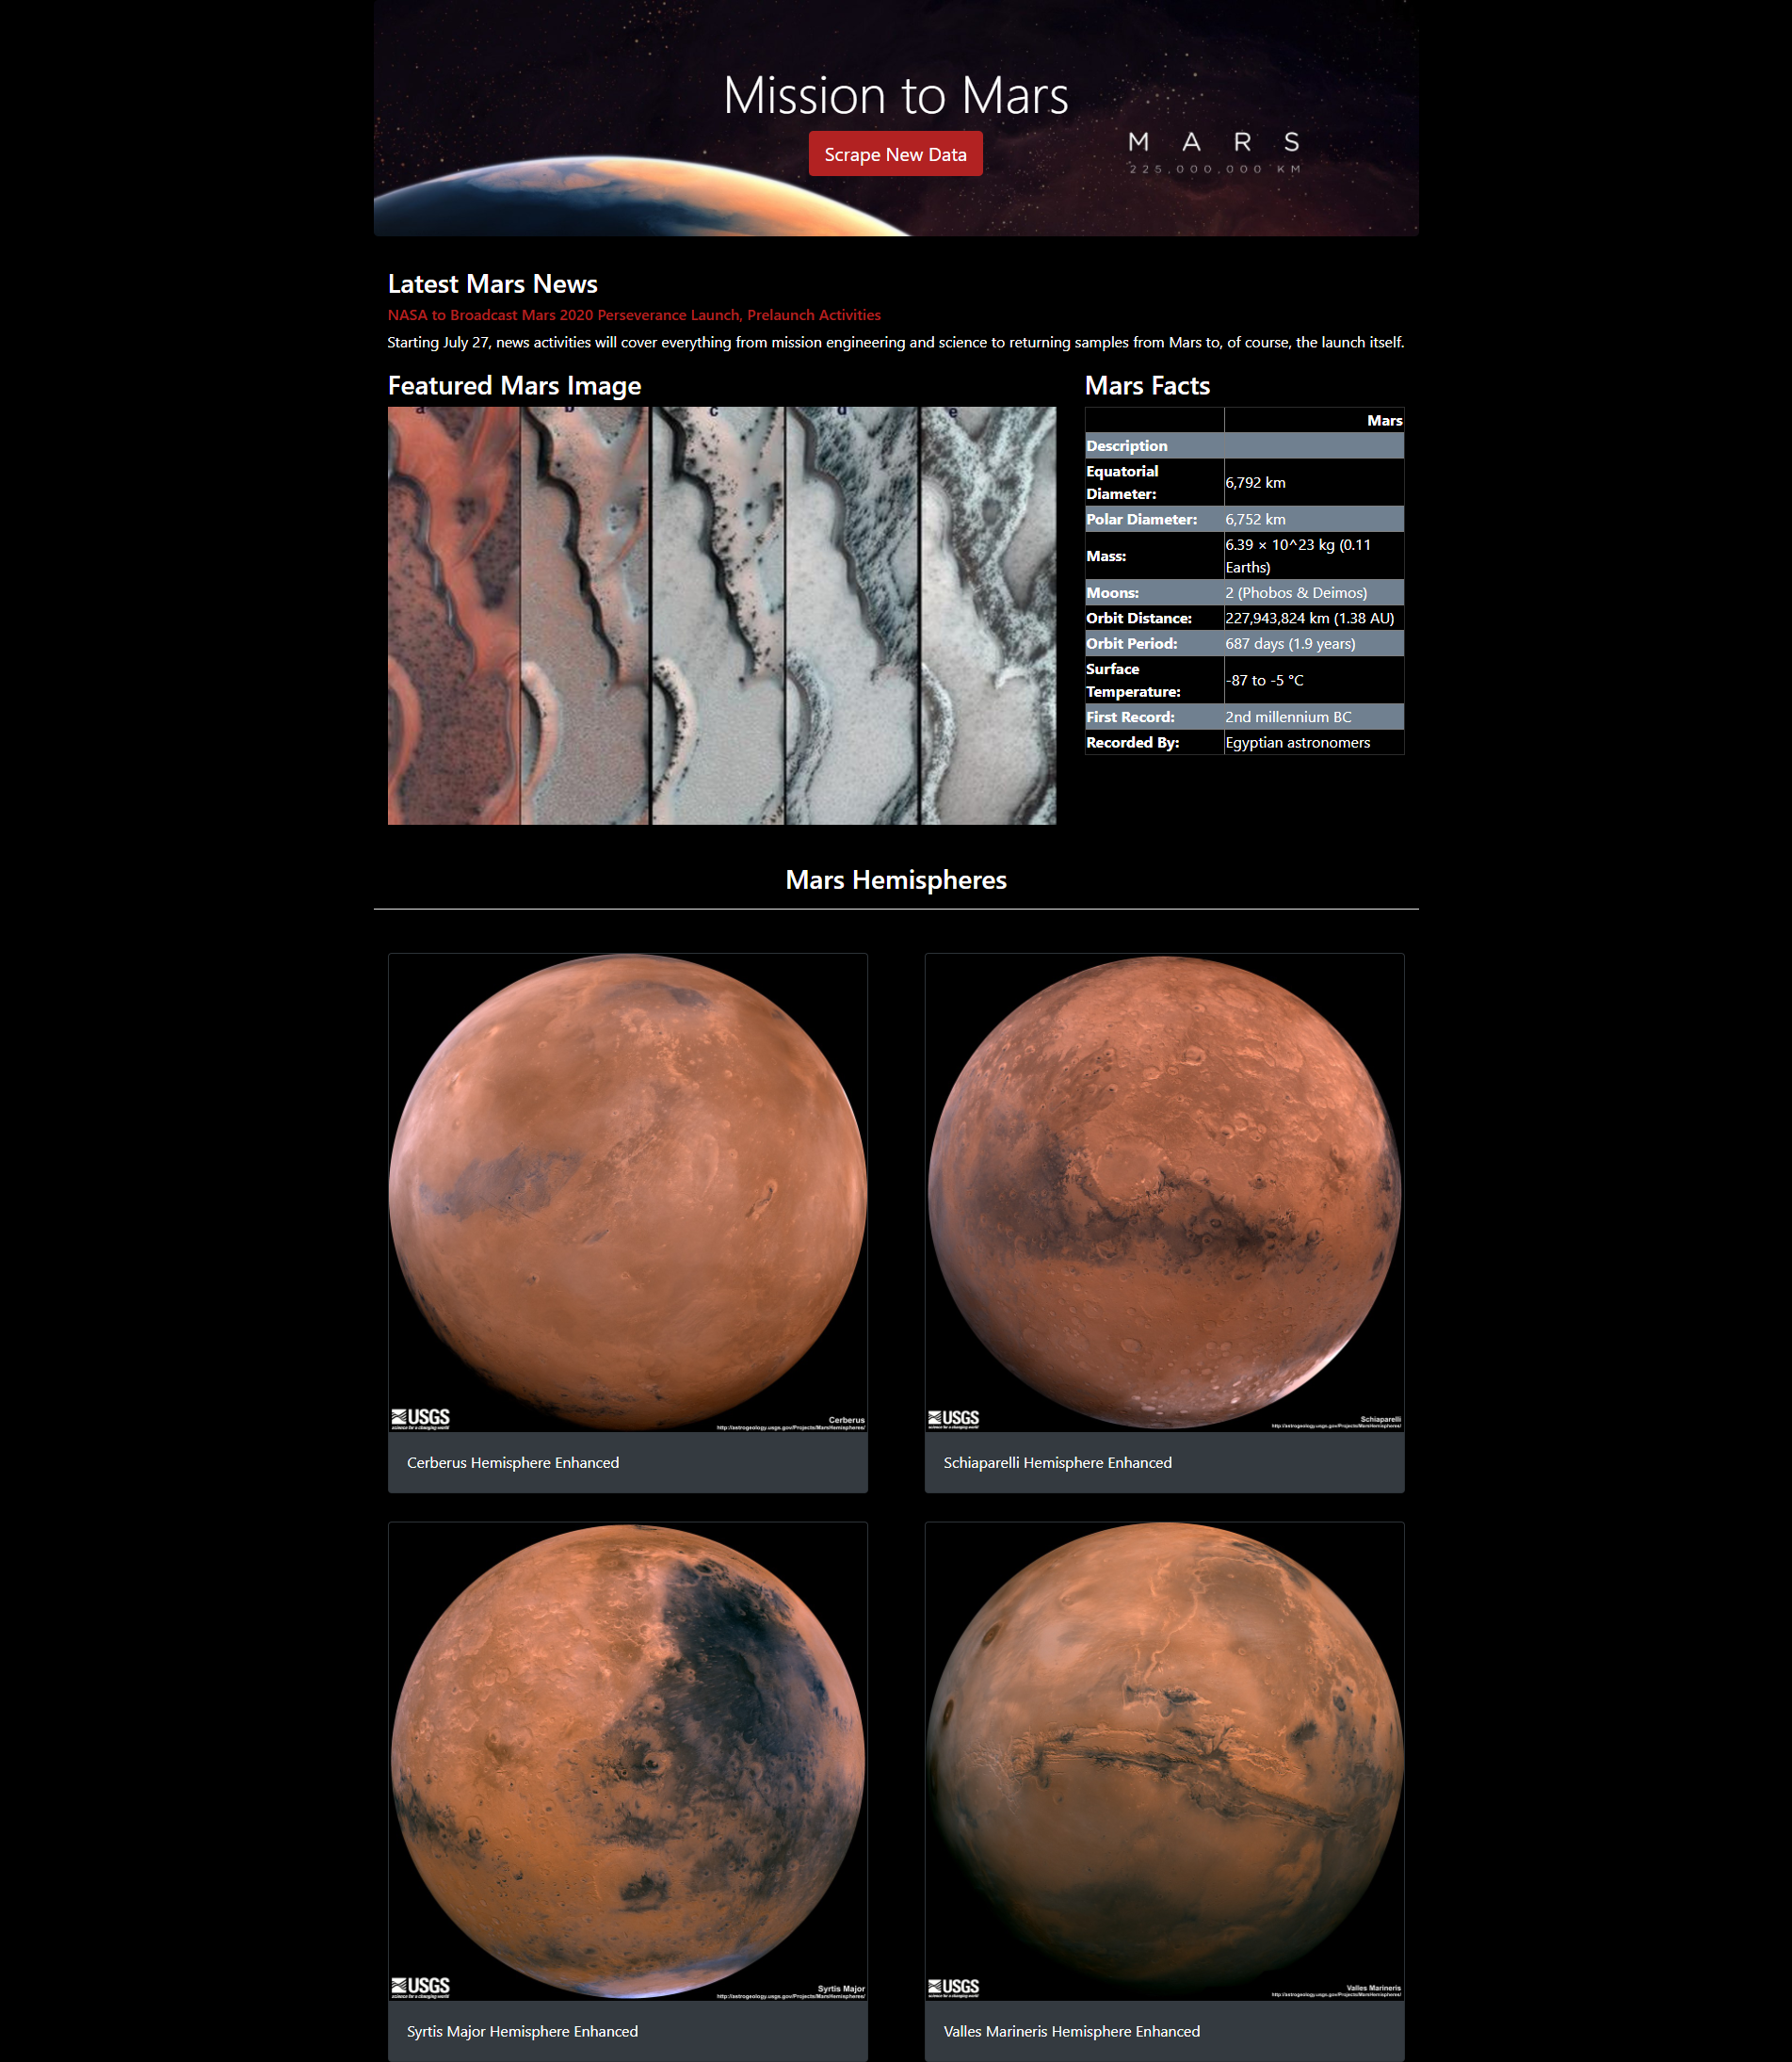 Mission to Mars
Scrape New Data
MARS
225,000,000 KM
Latest Mars News
NASA to Broadcast Mars 2020 Perseverance Launch, Prelaunch Activities
Starting July 27, news activities will cover everything from mission engineering and science to returning samples from Mars to, of course, the launch itself.
Featured Mars Image
a b c d e
Mars Facts
Mars
Description
Equatorial
Diameter:
6,792 km
Polar Diameter: 6,752 km
Mass:
6.39 × 10^23 kg (0.11
Earths)
Moons: 2 (Phobos & Deimos)
Orbit Distance: 227,943,824 km (1.38 AU)
Orbit Period: 687 days (1.9 years)
Surface
Temperature:
-87 to -5 °C
First Record: 2nd millennium BC
Recorded By: Egyptian astronomers
Mars Hemispheres
USGS
science for a changing world
Cerberus
http://astrogeology.usgs.gov/Projects/MarsHemispheres/
Cerberus Hemisphere Enhanced
USGS
science for a changing world
Schiaparelli
http://astrogeology.usgs.gov/Projects/MarsHemispheres/
Schiaparelli Hemisphere Enhanced
USGS
science for a changing world
Syrtis Major
http://astrogeology.usgs.gov/Projects/MarsHemispheres/
Syrtis Major Hemisphere Enhanced
USGS
science for a changing world
Valles Marineris
http://astrogeology.usgs.gov/Projects/MarsHemispheres/
Valles Marineris Hemisphere Enhanced